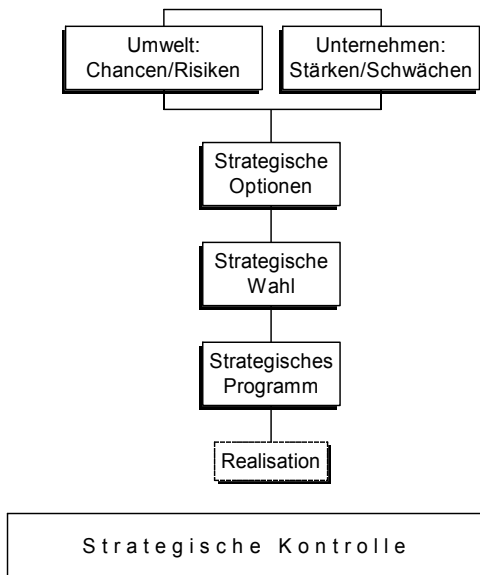 Umwelt:
Chancen/Risiken
Unternehmen:
Stärken/Schwächen
Strategische
Optionen
Strategische
Wahl
Strategisches
Programm
Realisation
Strategische Kontrolle